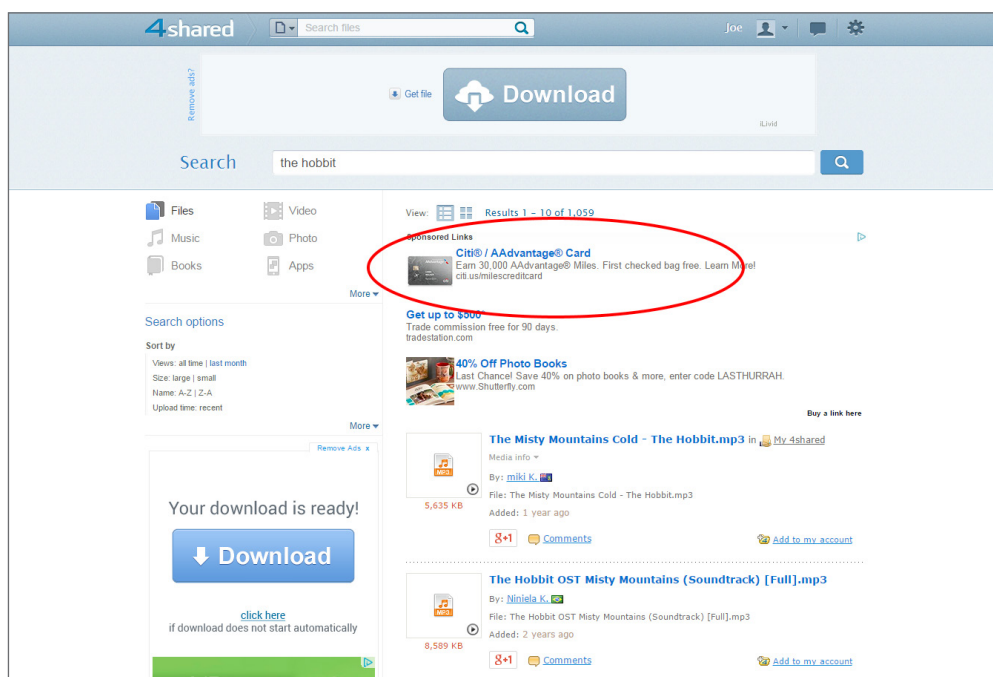 4shared
Search files
Joe
Remove ads?
Get file
Download
iLivid
Search
the hobbit
Files
Video
Music
Photo
Books
Apps
More
Search options
Sort by
Views: all time | last month
Size: large | small
Name: A-Z | Z-A
Upload time: recent
More
Remove Ads x
Your download is ready!
Download
click here
if download does not start automatically
View:
Results 1 - 10 of 1,059
Sponsored Links
Citi® / AAdvantage® Card
Earn 30,000 AAdvantage® Miles. First checked bag free. Learn More!
citi.us/milescreditcard
Get up to $500
Trade commission free for 90 days.
tradestation.com
40% Off Photo Books
Last Chance! Save 40% on photo books & more, enter code LASTHURRAH.
www.Shutterfly.com
Buy a link here
The Misty Mountains Cold - The Hobbit.mp3 in My 4shared
Media info
By: miki K.
File: The Misty Mountains Cold - The Hobbit.mp3
MP3
5,635 KB
Added: 1 year ago
g+1
Comments
Add to my account
The Hobbit OST Misty Mountains (Soundtrack) [Full].mp3
By: Niniela K.
File: The Hobbit OST Misty Mountains (Soundtrack) [Full].mp3
MP3
8,589 KB
Added: 2 years ago
g+1
Comments
Add to my account